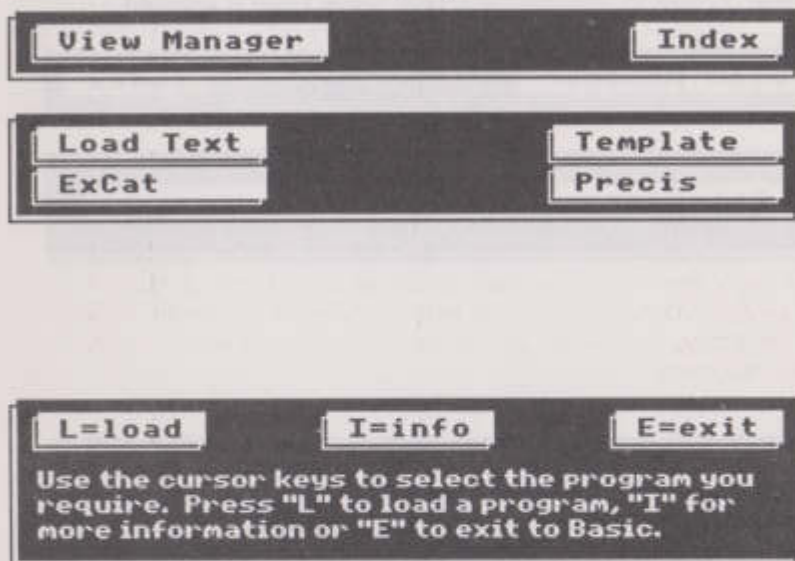 View Manager Index
Load Text Template
ExCat Precis
L=load I=info E=exit
Use the cursor keys to select the program you
require. Press "L" to load a program, "I" for
more information or "E" to exit to Basic.